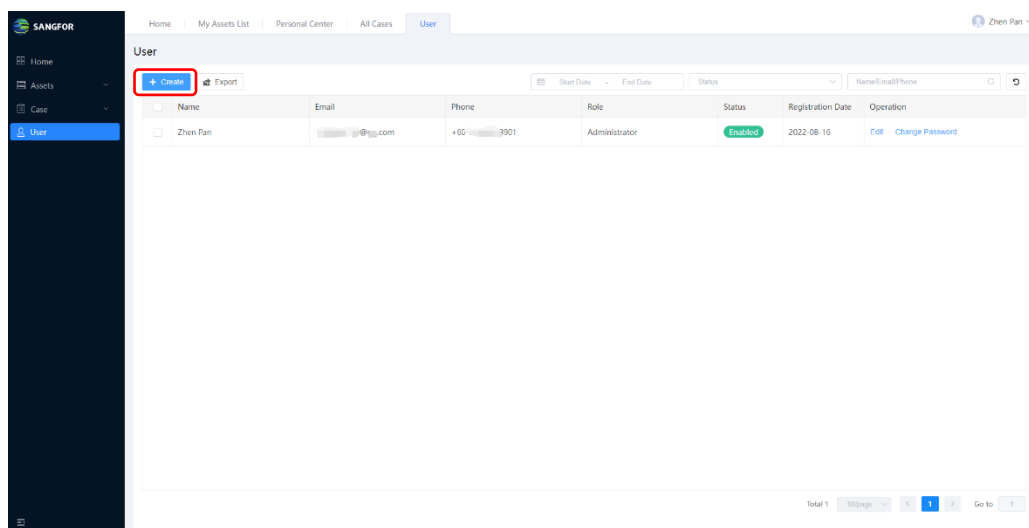 SANGFOR
Home
Assets
Case
User
Home My Assets List Personal Center All Cases User
Zhen Pan
User
+ Create Export Start Date - End Date Status Name/Email/Phone
Name Email Phone Role Status Registration Date Operation
Zhen Pan .com +66 8901 Administrator Enabled 2022-08-16 Edit Change Password
Total 1 10/page < 1 > Go to 1